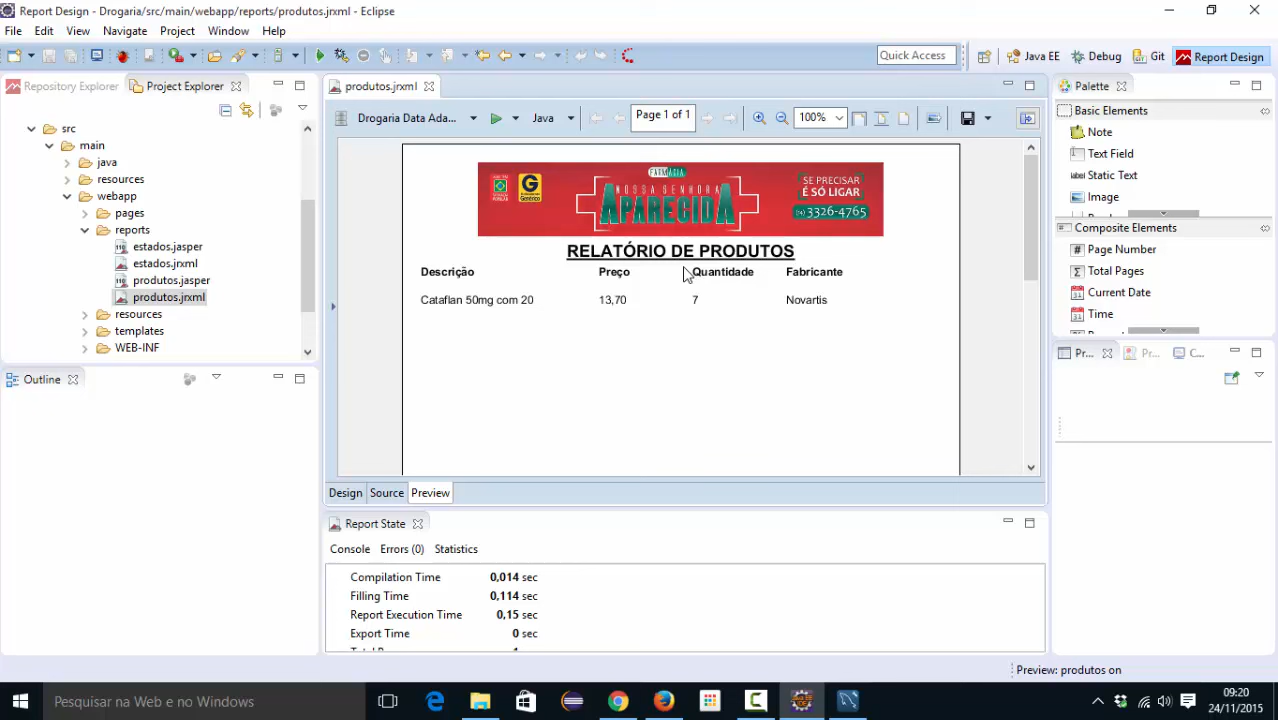 Report Design - Drogaria/src/main/webapp/reports/produtos.jrxml - Eclipse
File Edit View Navigate Project Run Window Help
Quick Access Java EE Debug Git Report Design
Repository Explorer Project Explorer
src
main
java
resources
webapp
pages
reports
estados.jasper
estados.jrxml
produtos.jasper
produtos.jrxml
resources
templates
WEB-INF
Outline
produtos.jrxml
Drogaria Data Ada... Java Page 1 of 1 100%
FARMÁCIA
NOSSA SENHORA
APARECIDA
G
Genérico
SE PRECISAR
É SÓ LIGAR
3326-4765
RELATÓRIO DE PRODUTOS
Descrição Preço Quantidade Fabricante
Cataflan 50mg com 20 13,70 7 Novartis
Design Source Preview
Report State
Console Errors (0) Statistics
Compilation Time 0,014 sec
Filling Time 0,114 sec
Report Execution Time 0,15 sec
Export Time 0 sec
Palette
Basic Elements
Note
Text Field
Static Text
Image
Composite Elements
Page Number
Total Pages
Current Date
Time
Pr... Pr... C...
Preview: produtos on
Pesquisar na Web e no Windows
09:20
24/11/2015